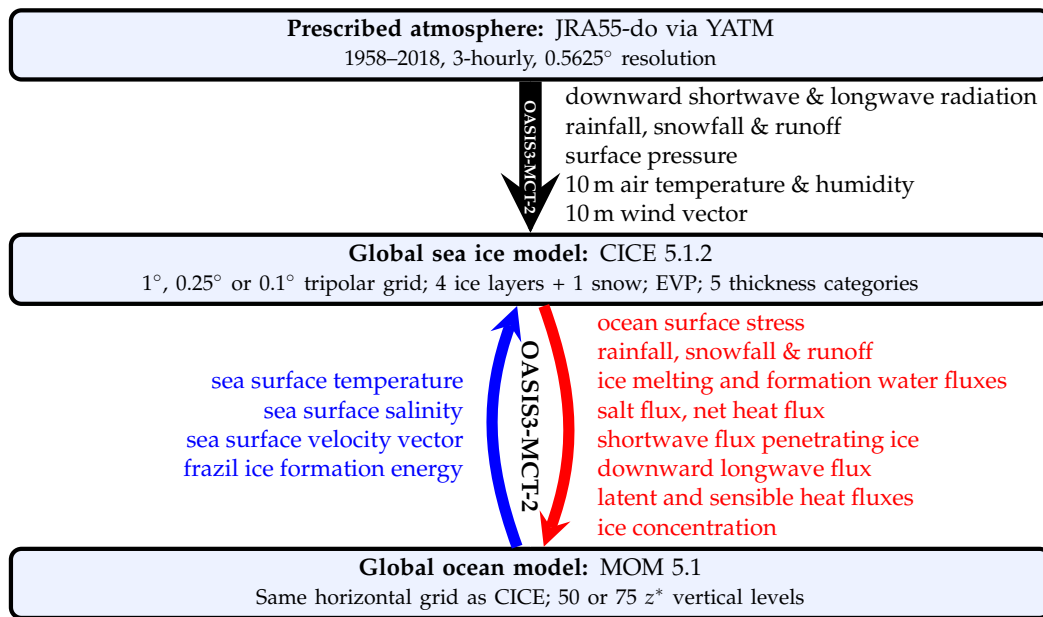 Prescribed atmosphere: JRA55-do via YATM
1958–2018, 3-hourly, 0.5625° resolution
OASIS3-MCT-2
downward shortwave & longwave radiation
rainfall, snowfall & runoff
surface pressure
10 m air temperature & humidity
10 m wind vector
Global sea ice model: CICE 5.1.2
1°, 0.25° or 0.1° tripolar grid; 4 ice layers + 1 snow; EVP; 5 thickness categories
sea surface temperature
sea surface salinity
sea surface velocity vector
frazil ice formation energy
OASIS3-MCT-2
ocean surface stress
rainfall, snowfall & runoff
ice melting and formation water fluxes
salt flux, net heat flux
shortwave flux penetrating ice
downward longwave flux
latent and sensible heat fluxes
ice concentration
Global ocean model: MOM 5.1
Same horizontal grid as CICE; 50 or 75 z* vertical levels